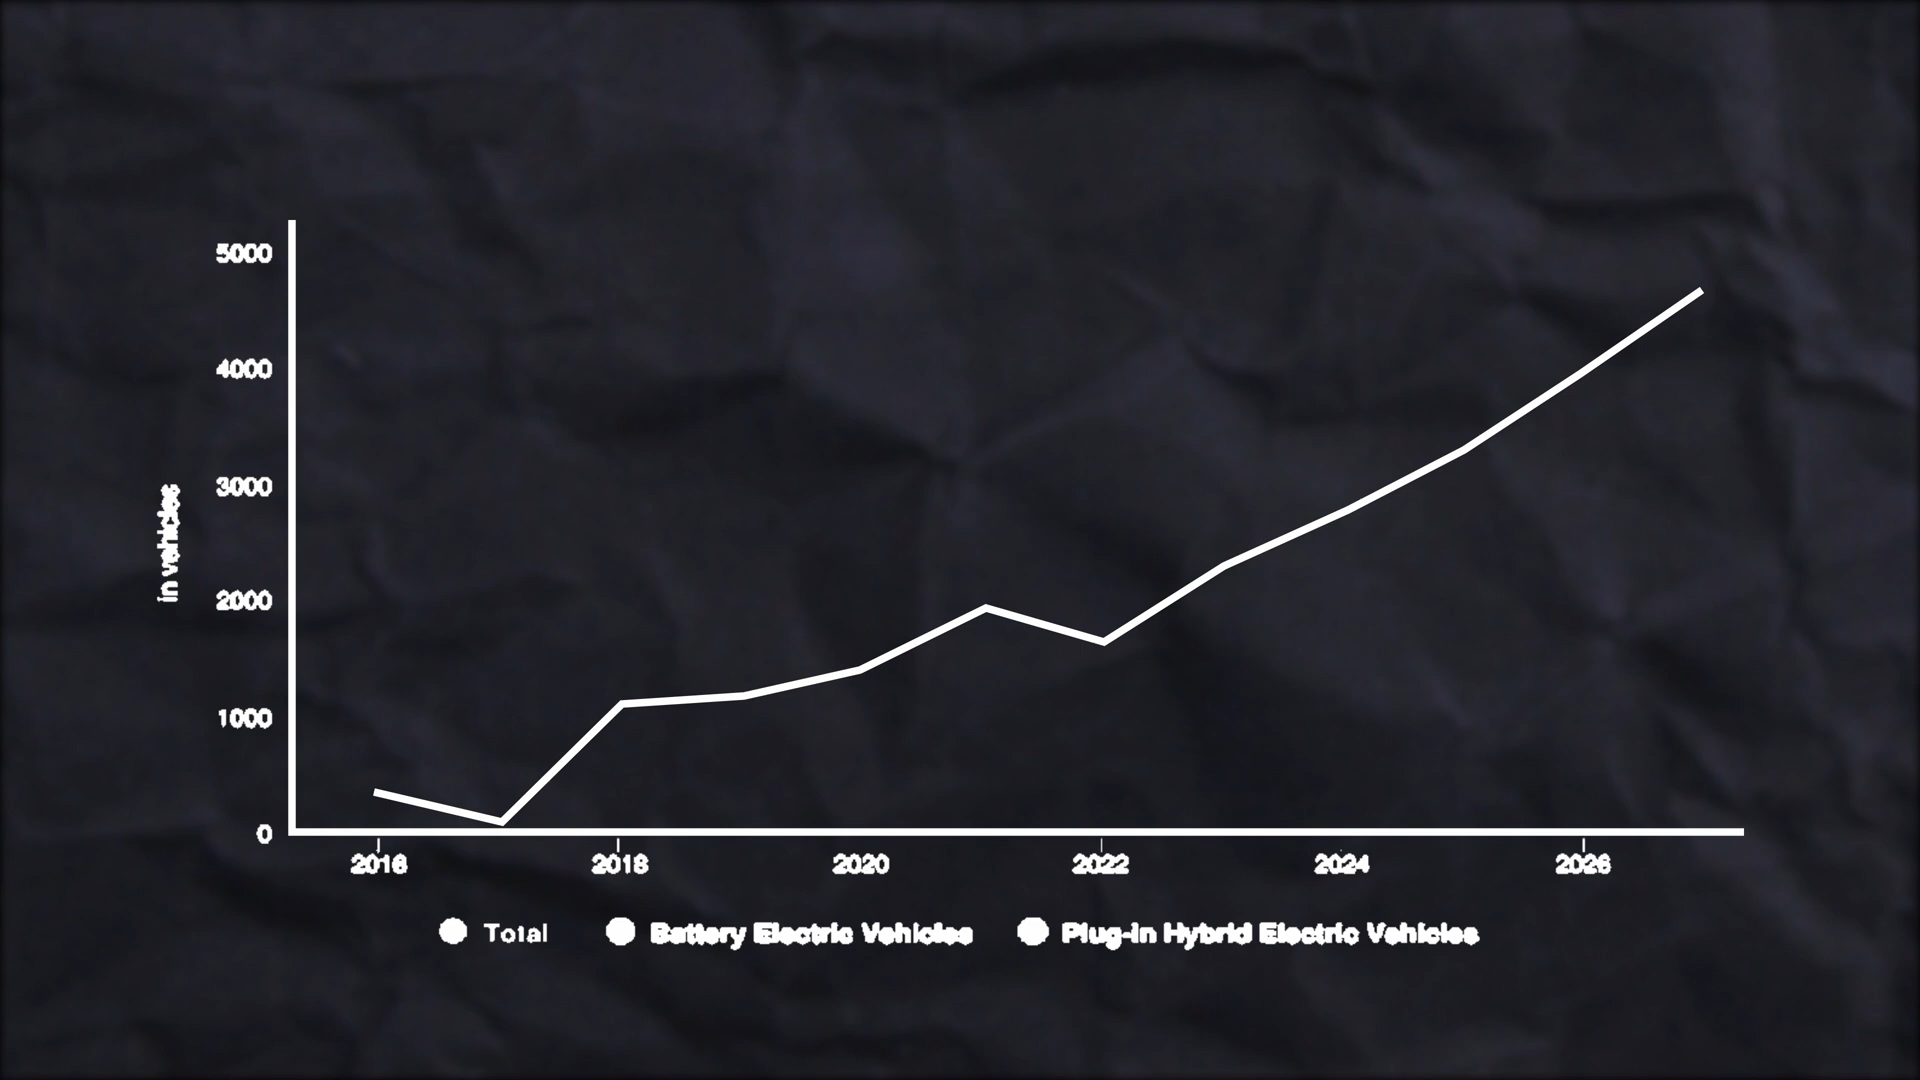 5000
4000
3000
2000
1000
0
in vehicles
2016 2018 2020 2022 2024 2026
Total Battery Electric Vehicles Plug-in Hybrid Electric Vehicles